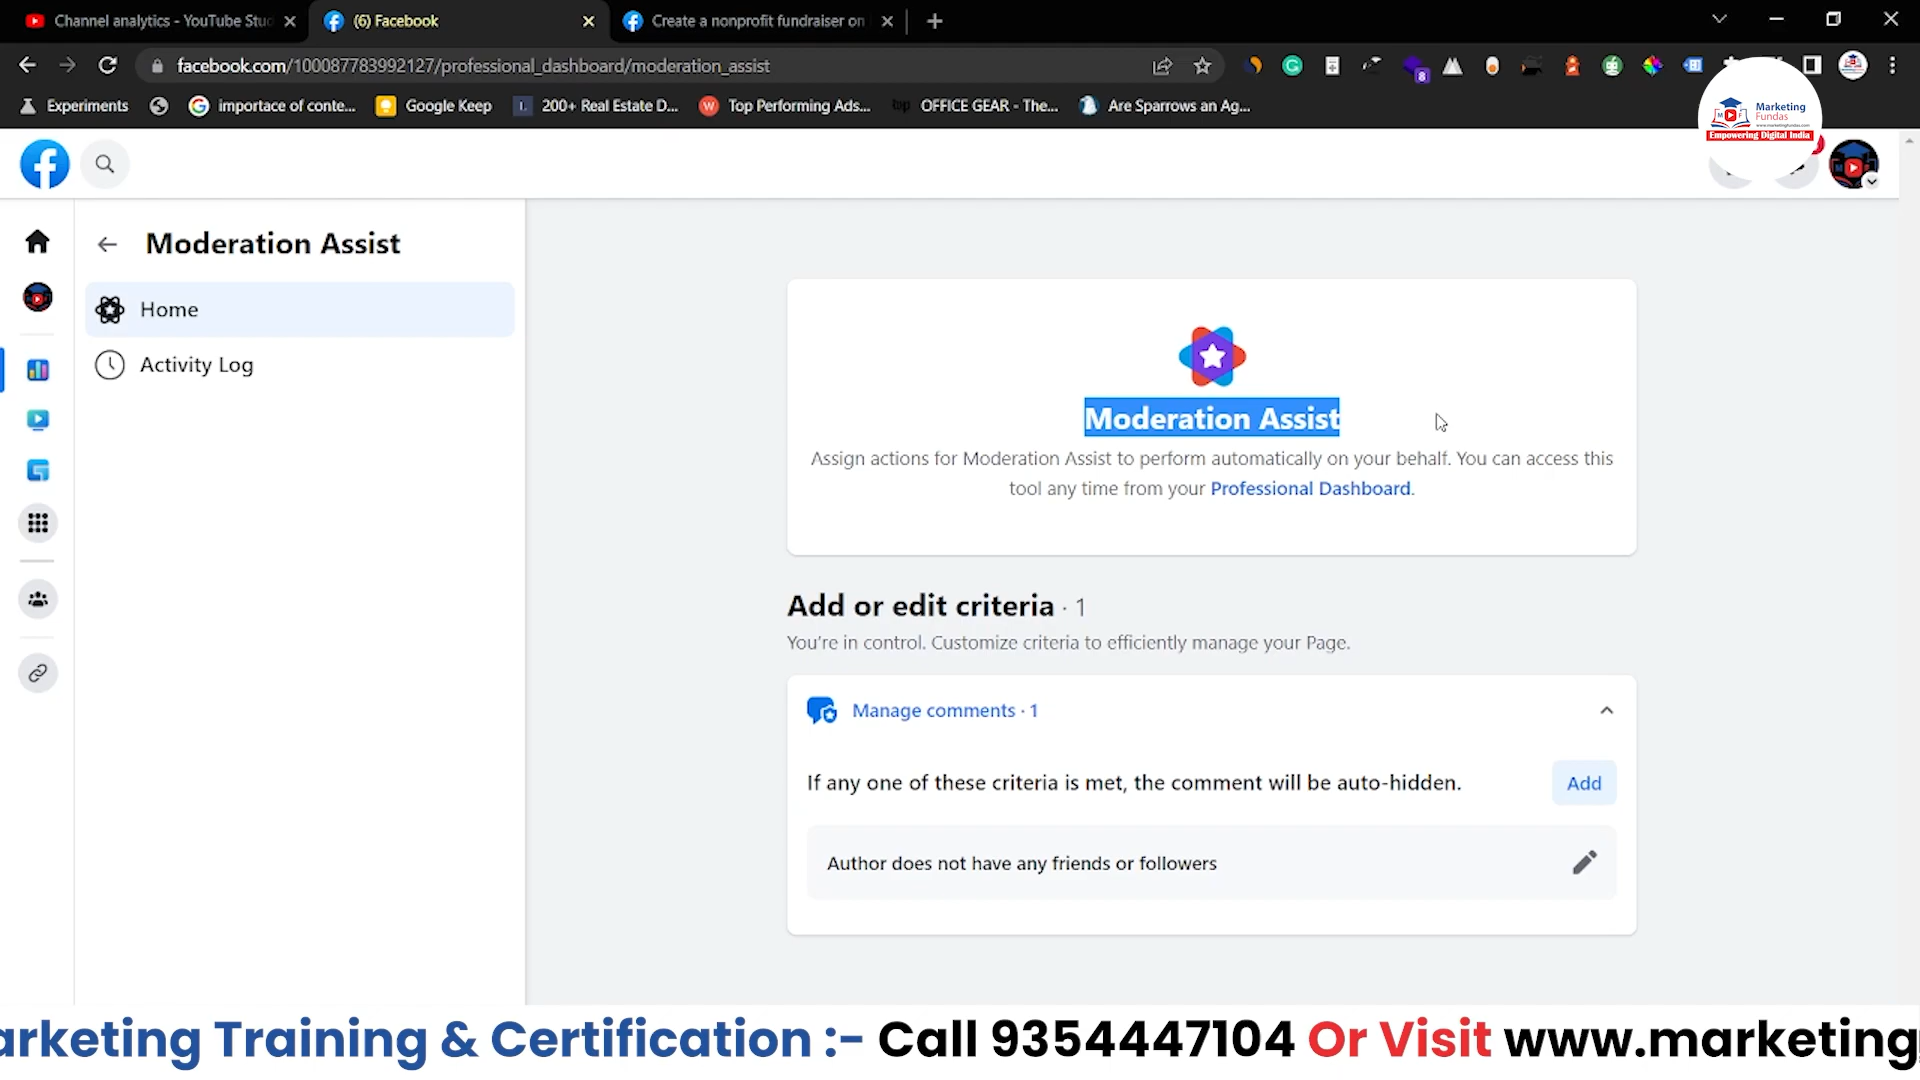 Channel analytics - YouTube Stu
(6) Facebook
Create a nonprofit fundraiser on
facebook.com/100087783992127/professional_dashboard/moderation_assist
8
Experiments
importace of conte...
Google Keep
200+ Real Estate D...
Top Performing Ads...
OFFICE GEAR - The...
Are Sparrows an Ag...
Marketing
Fundas
Empowering Digital India
Moderation Assist
Home
Activity Log
Moderation Assist
Assign actions for Moderation Assist to perform automatically on your behalf. You can access this
tool any time from your Professional Dashboard.
Add or edit criteria · 1
You're in control. Customize criteria to efficiently manage your Page.
Manage comments · 1
If any one of these criteria is met, the comment will be auto-hidden.
Add
Author does not have any friends or followers
arketing Training & Certification :- Call 9354447104 Or Visit www.marketing